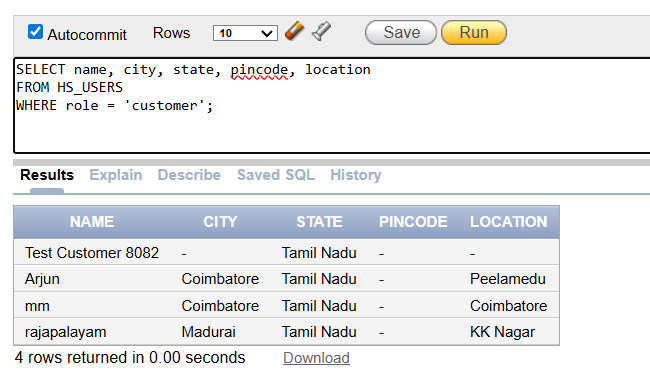 Autocommit Rows 10 Save Run
SELECT name, city, state, pincode, location
FROM HS_USERS
WHERE role = 'customer';
Results Explain Describe Saved SQL History
NAME CITY STATE PINCODE LOCATION
Test Customer 8082 - Tamil Nadu - -
Arjun Coimbatore Tamil Nadu - Peelamedu
mm Coimbatore Tamil Nadu - Coimbatore
rajapalayam Madurai Tamil Nadu - KK Nagar
4 rows returned in 0.00 seconds Download